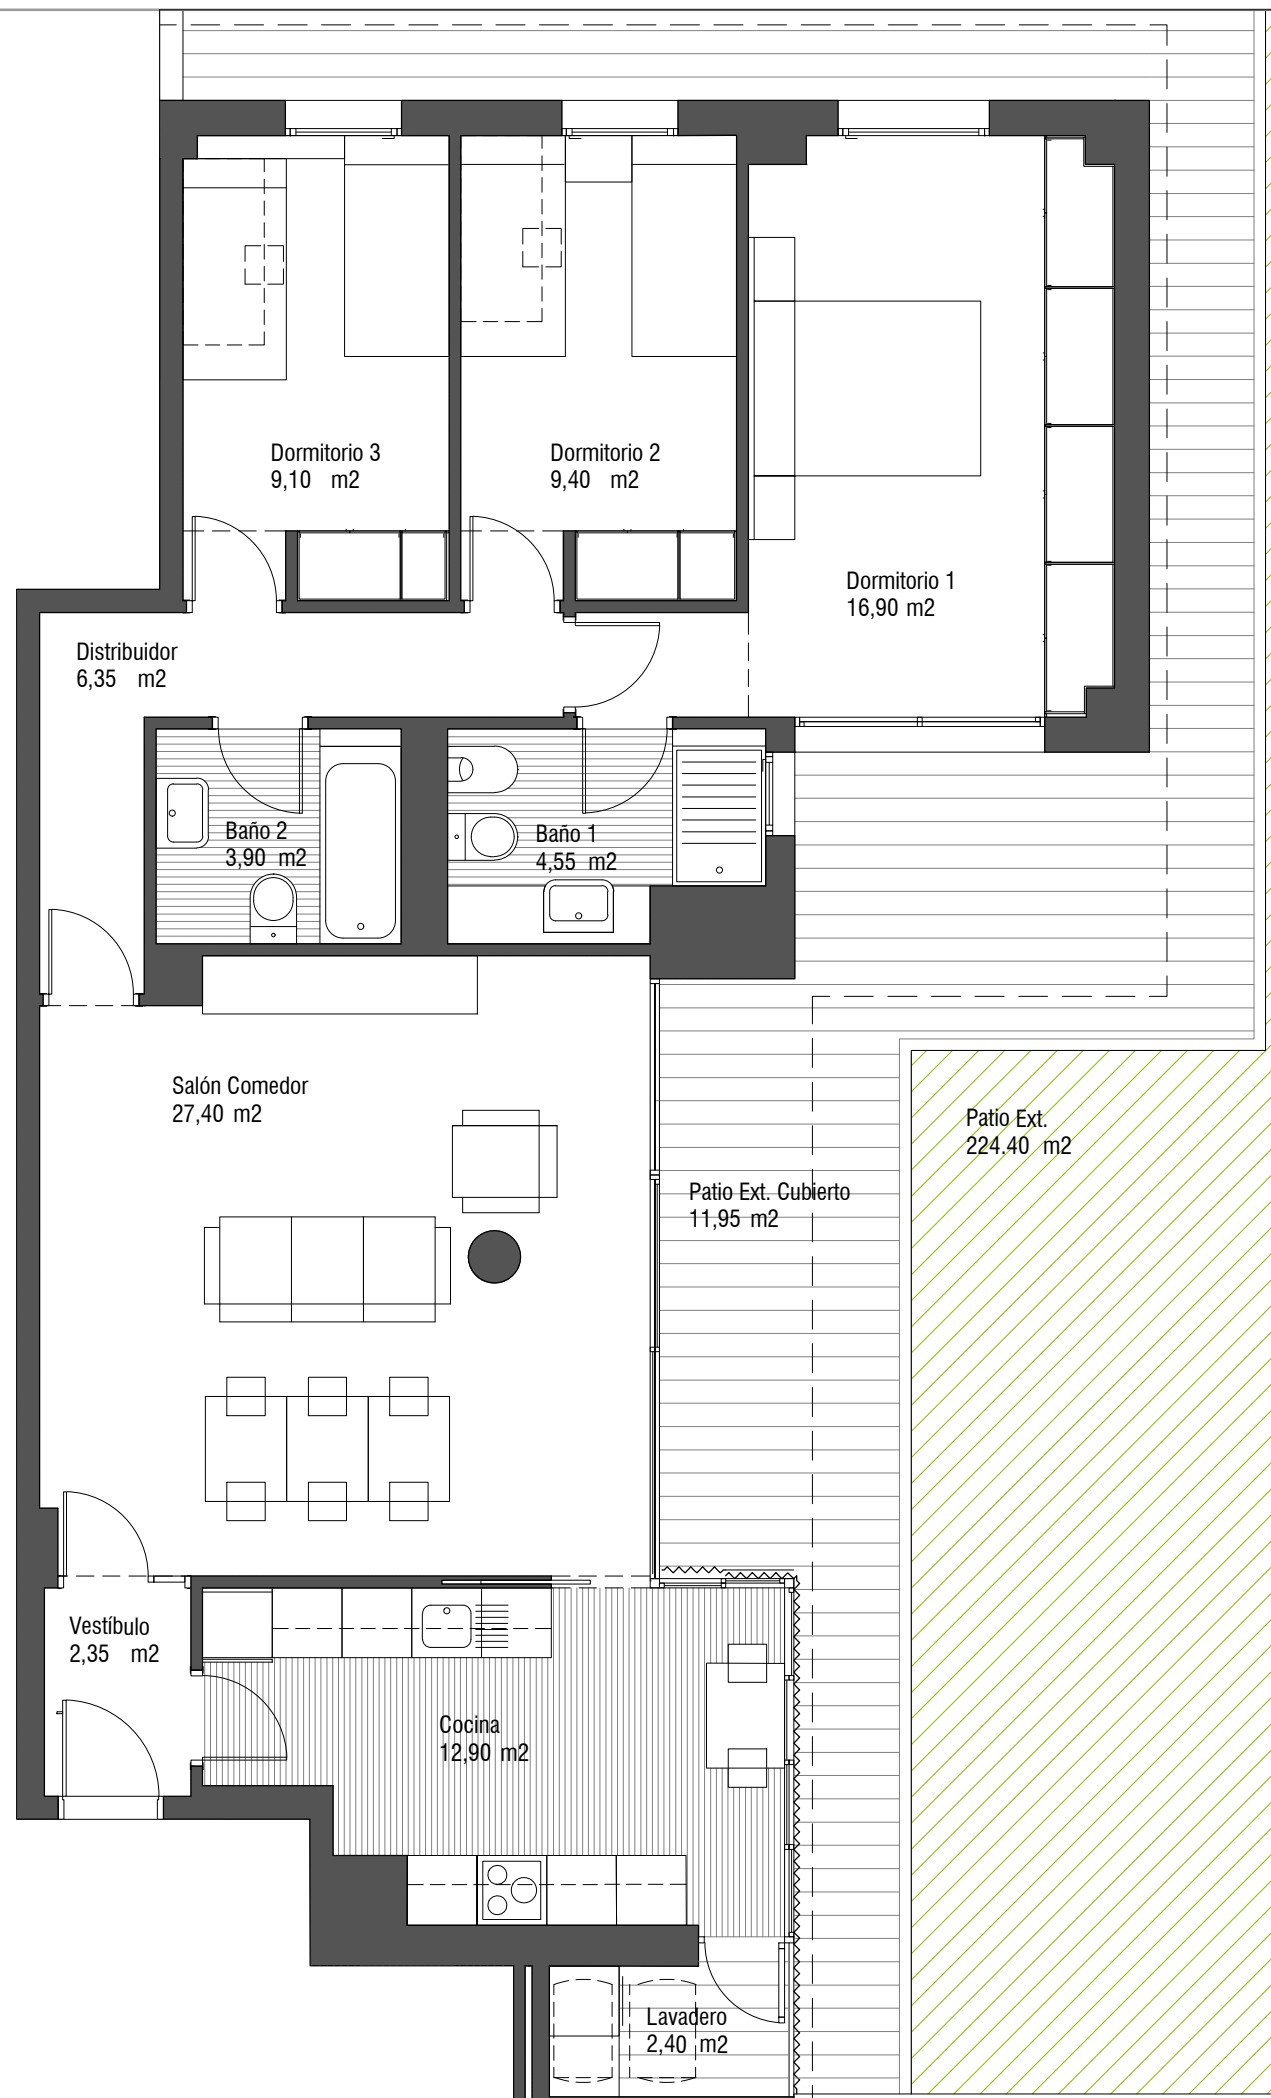 Dormitorio 3
9,10 m2
Dormitorio 2
9,40 m2
Dormitorio 1
16,90 m2
Distribuidor
6,35 m2
Baño 2
3,90 m2
Baño 1
4,55 m2
Salón Comedor
27,40 m2
Patio Ext.
224.40 m2
Patio Ext. Cubierto
11,95 m2
Vestíbulo
2,35 m2
Cocina
12,90 m2
Lavadero
2,40 m2